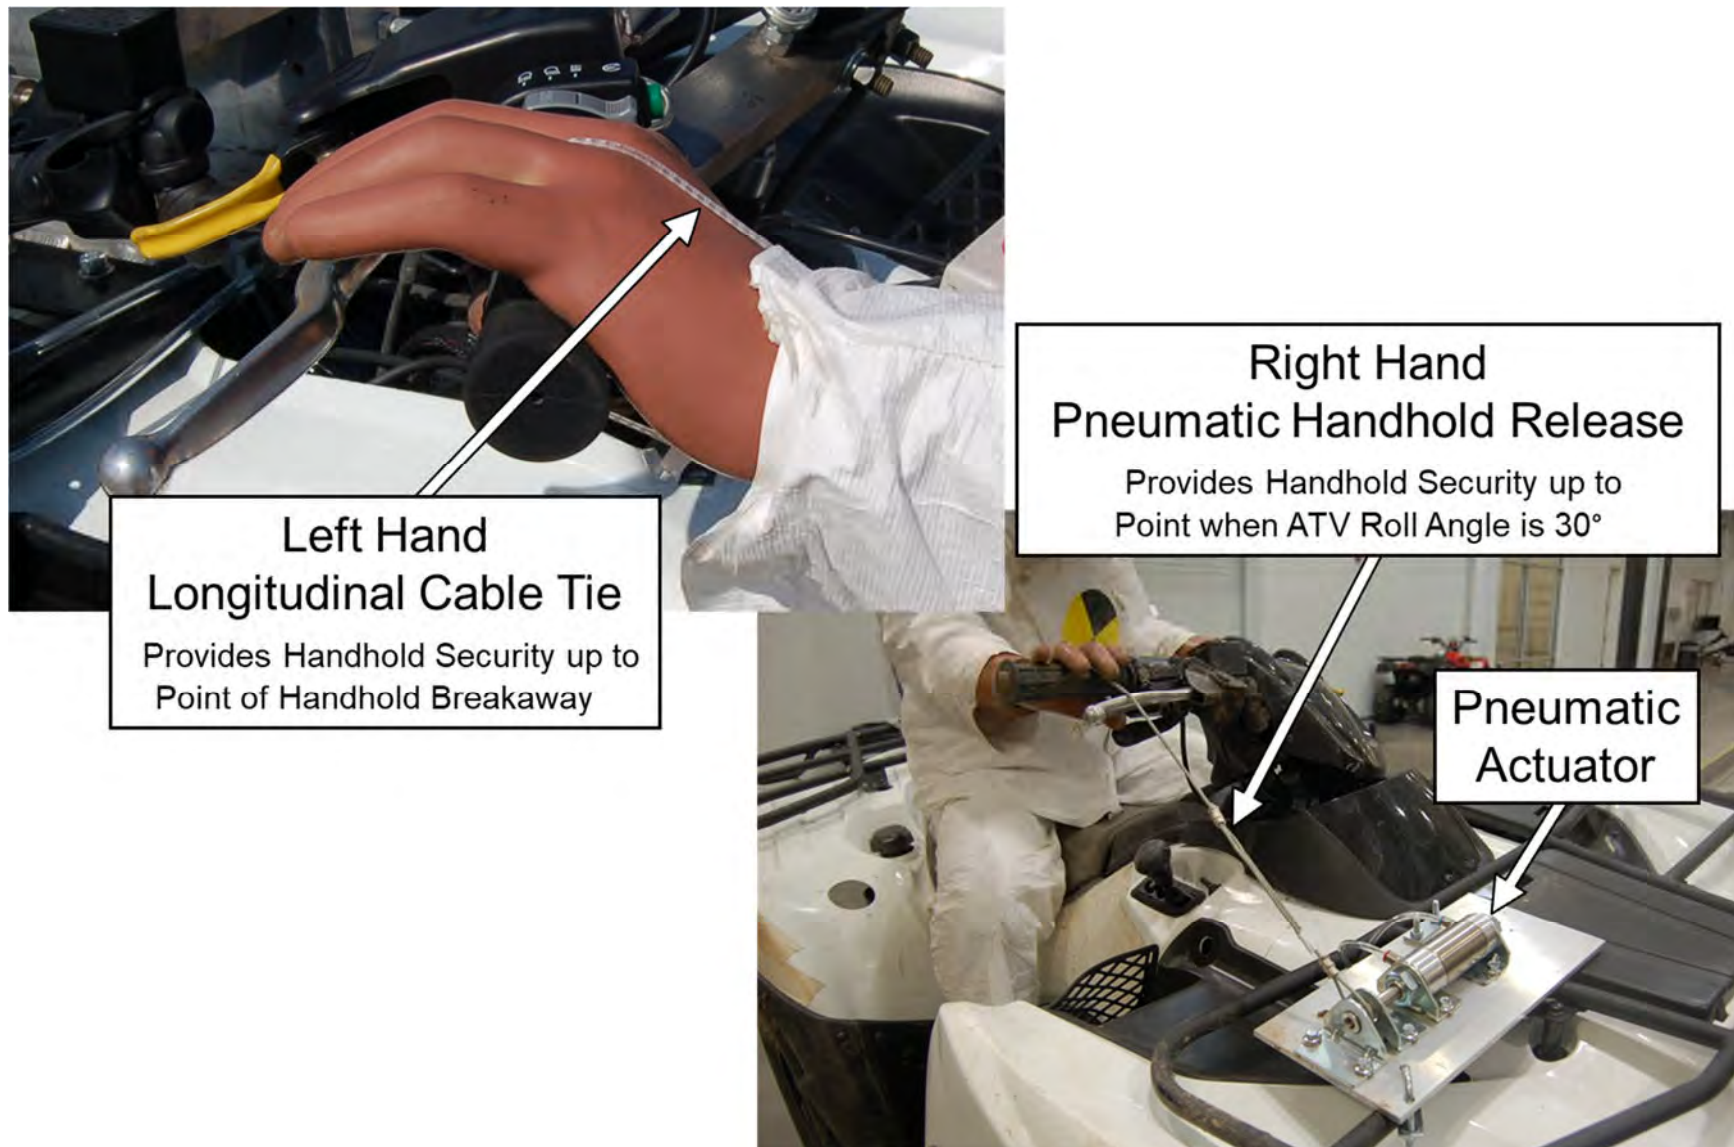 Left Hand
Longitudinal Cable Tie
Provides Handhold Security up to
Point of Handhold Breakaway
Right Hand
Pneumatic Handhold Release
Provides Handhold Security up to
Point when ATV Roll Angle is 30°
Pneumatic
Actuator